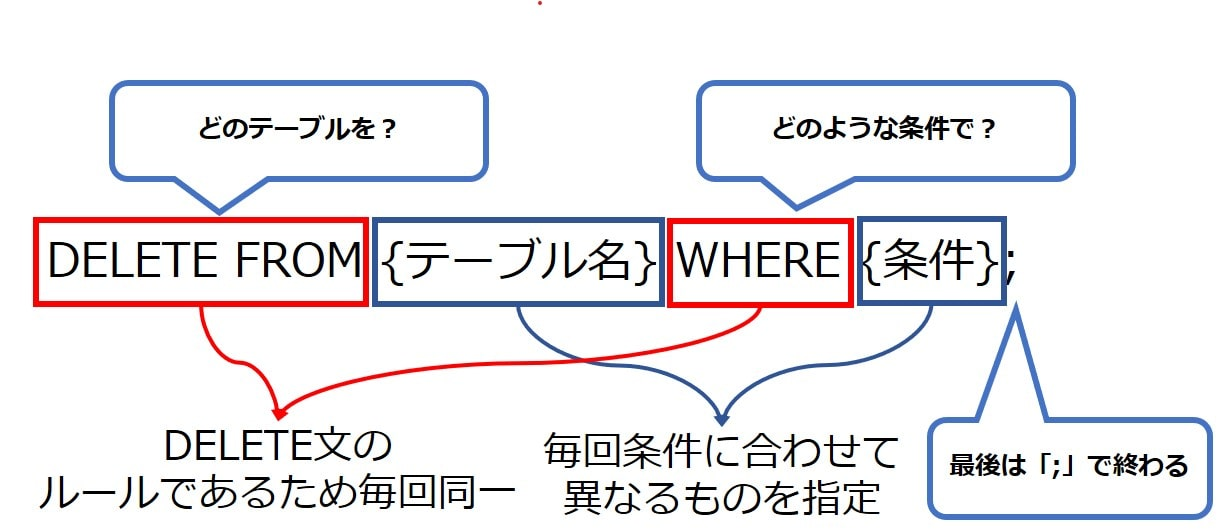 どのテーブルを？
どのような条件で？
DELETE FROM {テーブル名} WHERE {条件};
DELETE文の
ルールであるため毎回同一
毎回条件に合わせて
異なるものを指定
最後は「;」で終わる